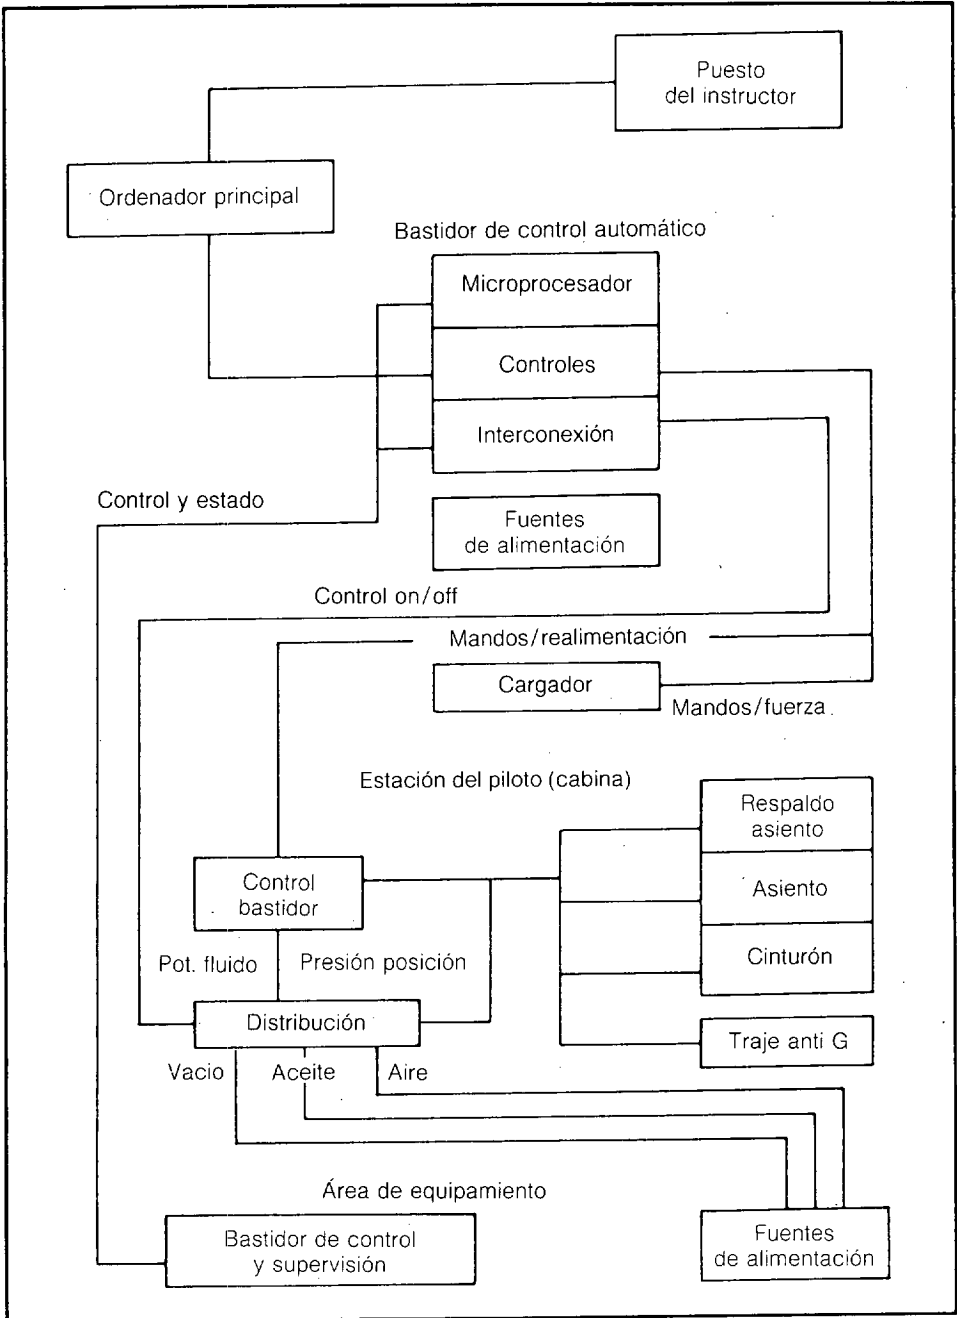 Puesto
del instructor
Ordenador principal
Bastidor de control automático
Microprocesador
Controles
Interconexión
Control y estado
Fuentes
de alimentación
Control on/off
Mandos/realimentación
Cargador
Mandos/fuerza
Estación del piloto (cabina)
Respaldo
asiento
Control
bastidor
Asiento
Cinturón
Pot. fluido
Presión posición
Distribución
Traje anti G
Vacio
Aceite
Aire
Área de equipamiento
Bastidor de control
y supervisión
Fuentes
de alimentación